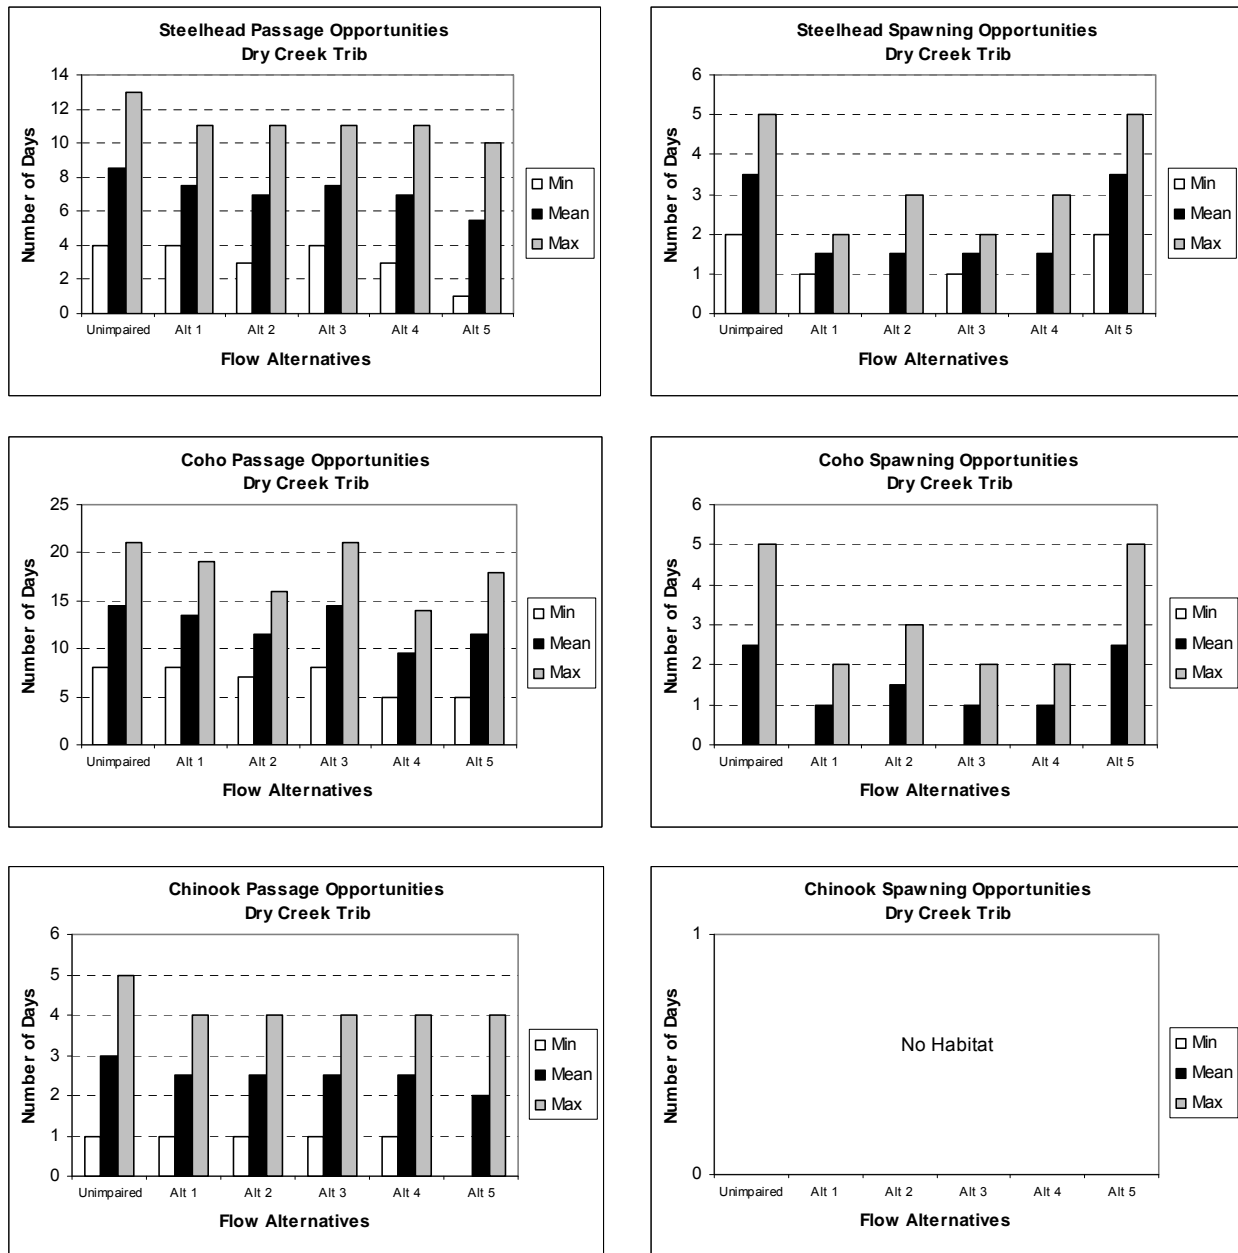 Steelhead Passage Opportunities
Dry Creek Trib
14
12
10
8
6
4
2
0
Number of Days
Unimpaired Alt 1 Alt 2 Alt 3 Alt 4 Alt 5
Flow Alternatives
Min
Mean
Max
Steelhead Spawning Opportunities
Dry Creek Trib
6
5
4
3
2
1
0
Number of Days
Unimpaired Alt 1 Alt 2 Alt 3 Alt 4 Alt 5
Flow Alternatives
Min
Mean
Max
Coho Passage Opportunities
Dry Creek Trib
25
20
15
10
5
0
Number of Days
Unimpaired Alt 1 Alt 2 Alt 3 Alt 4 Alt 5
Flow Alternatives
Min
Mean
Max
Coho Spawning Opportunities
Dry Creek Trib
6
5
4
3
2
1
0
Number of Days
Unimpaired Alt 1 Alt 2 Alt 3 Alt 4 Alt 5
Flow Alternatives
Min
Mean
Max
Chinook Passage Opportunities
Dry Creek Trib
6
5
4
3
2
1
0
Number of Days
Unimpaired Alt 1 Alt 2 Alt 3 Alt 4 Alt 5
Flow Alternatives
Min
Mean
Max
Chinook Spawning Opportunities
Dry Creek Trib
1
0
Number of Days
No Habitat
Unimpaired Alt 1 Alt 2 Alt 3 Alt 4 Alt 5
Flow Alternatives
Min
Mean
Max